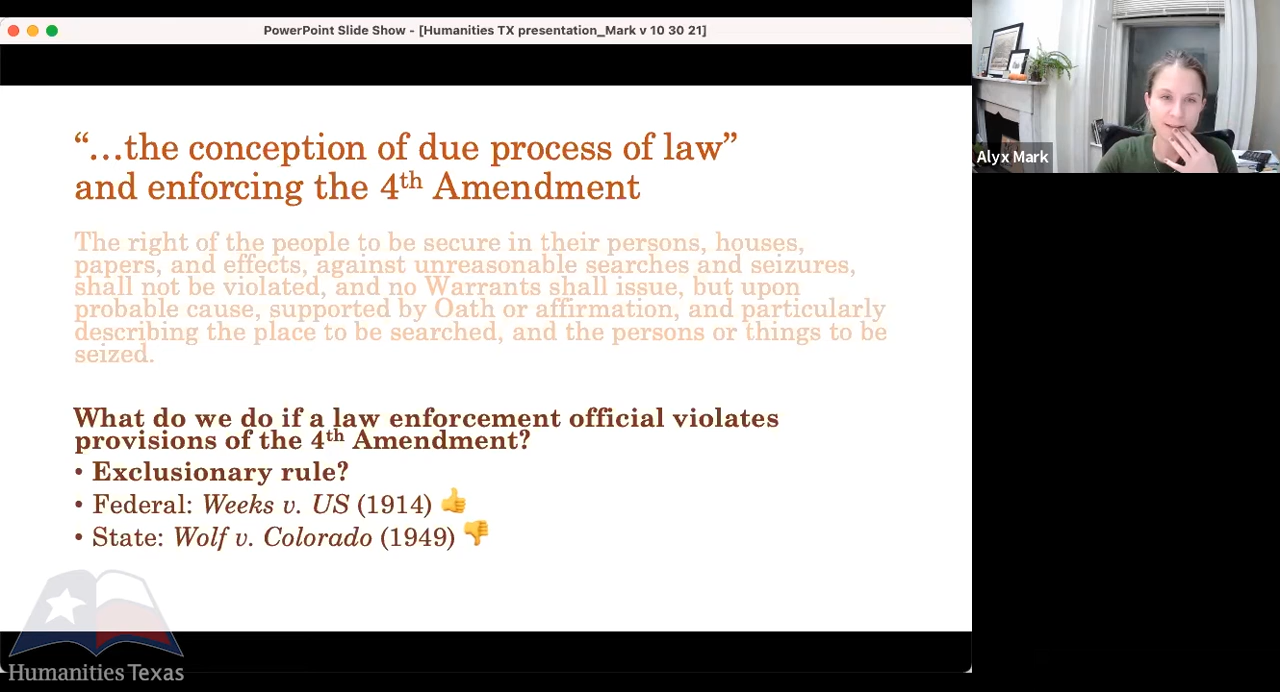 PowerPoint Slide Show - [Humanities TX presentation_Mark v 10 30 21]
“...the conception of due process of law”
and enforcing the 4th Amendment
The right of the people to be secure in their persons, houses,
papers, and effects, against unreasonable searches and seizures,
shall not be violated, and no Warrants shall issue, but upon
probable cause, supported by Oath or affirmation, and particularly
describing the place to be searched, and the persons or things to be
seized.
What do we do if a law enforcement official violates
provisions of the 4th Amendment?
• Exclusionary rule?
• Federal: Weeks v. US (1914) 👍
• State: Wolf v. Colorado (1949) 👎
Humanities Texas
Alyx Mark